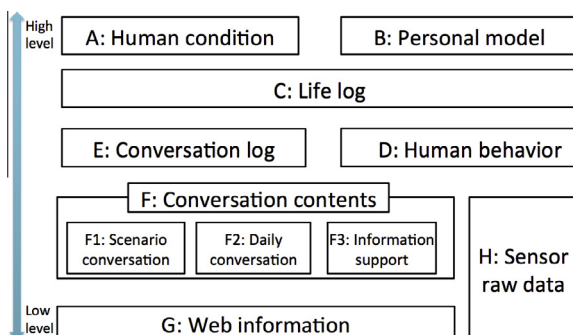 High
level
A: Human condition
B: Personal model
C: Life log
E: Conversation log
D: Human behavior
F: Conversation contents
F1: Scenario
conversation
F2: Daily
conversation
F3: Information
support
H: Sensor
raw data
Low
level
G: Web information